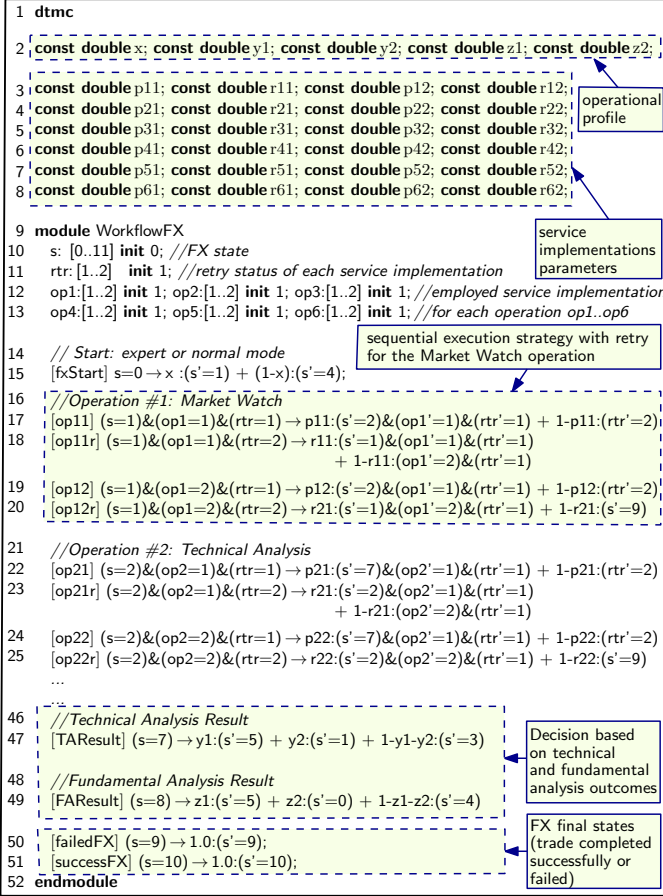 1 dtmc
2 const double x; const double y1; const double y2; const double z1; const double z2;
operational
profile
3 const double p11; const double r11; const double p12; const double r12;
4 const double p21; const double r21; const double p22; const double r22;
5 const double p31; const double r31; const double p32; const double r32;
6 const double p41; const double r41; const double p42; const double r42;
7 const double p51; const double r51; const double p52; const double r52;
8 const double p61; const double r61; const double p62; const double r62;
service
implementations
parameters
9 module WorkflowFX
10 s: [0..11] init 0; //FX state
11 rtr: [1..2] init 1; //retry status of each service implementation
12 op1:[1..2] init 1; op2:[1..2] init 1; op3:[1..2] init 1; //employed service implementation
13 op4:[1..2] init 1; op5:[1..2] init 1; op6:[1..2] init 1; //for each operation op1..op6
sequential execution strategy with retry
for the Market Watch operation
14 // Start: expert or normal mode
15 [fxStart] s=0→x :(s'=1) + (1-x):(s'=4);
16 //Operation #1: Market Watch
17 [op11] (s=1)&(op1=1)&(rtr=1)→p11:(s'=2)&(op1'=1)&(rtr'=1) + 1-p11:(rtr'=2)
18 [op11r] (s=1)&(op1=1)&(rtr=2)→r11:(s'=1)&(op1'=1)&(rtr'=1)
+ 1-r11:(op1'=2)&(rtr'=1)
19 [op12] (s=1)&(op1=2)&(rtr=1)→p12:(s'=2)&(op1'=1)&(rtr'=1) + 1-p12:(rtr'=2)
20 [op12r] (s=1)&(op1=2)&(rtr=2)→r21:(s'=1)&(op1'=2)&(rtr'=1) + 1-r21:(s'=9)
21 //Operation #2: Technical Analysis
22 [op21] (s=2)&(op2=1)&(rtr=1)→p21:(s'=7)&(op2'=1)&(rtr'=1) + 1-p21:(rtr'=2)
23 [op21r] (s=2)&(op2=1)&(rtr=2)→r21:(s'=2)&(op2'=1)&(rtr'=1)
+ 1-r21:(op2'=2)&(rtr'=1)
24 [op22] (s=2)&(op2=2)&(rtr=1)→p22:(s'=7)&(op2'=1)&(rtr'=1) + 1-p22:(rtr'=2)
25 [op22r] (s=2)&(op2=2)&(rtr=2)→r22:(s'=2)&(op2'=2)&(rtr'=1) + 1-r22:(s'=9)
...
...
46 //Technical Analysis Result
47 [TAResult] (s=7)→y1:(s'=5) + y2:(s'=1) + 1-y1-y2:(s'=3)
48 //Fundamental Analysis Result
49 [FAResult] (s=8)→z1:(s'=5) + z2:(s'=0) + 1-z1-z2:(s'=4)
Decision based
on technical
and fundamental
analysis outcomes
50 [failedFX] (s=9)→1.0:(s'=9);
51 [successFX] (s=10)→1.0:(s'=10);
52 endmodule
FX final states
(trade completed
successfully or
failed)